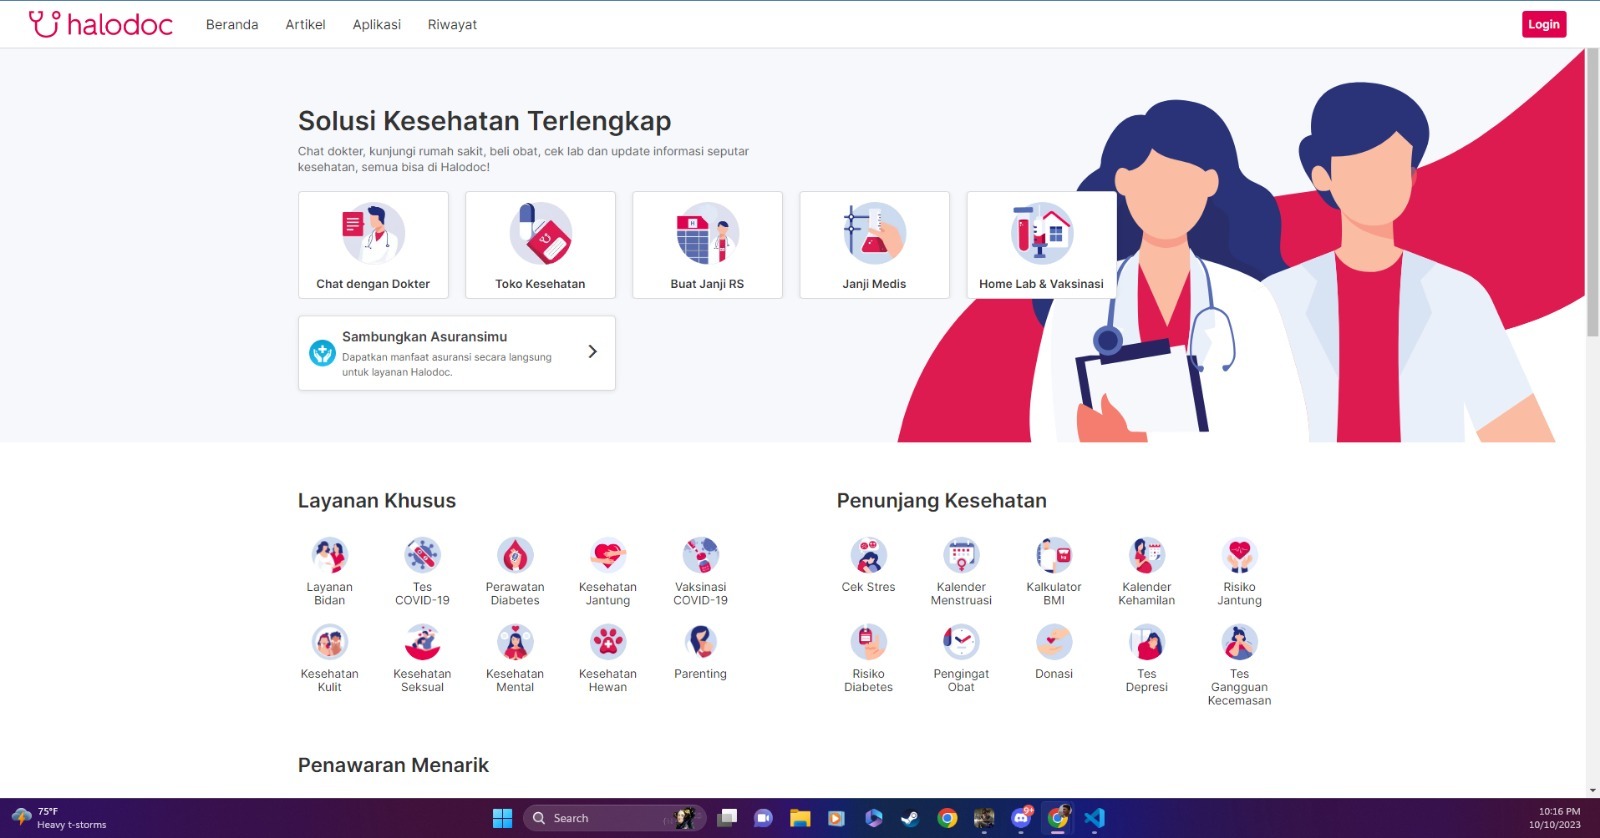 halodoc
Beranda
Artikel
Aplikasi
Riwayat
Login
Solusi Kesehatan Terlengkap
Chat dokter, kunjungi rumah sakit, beli obat, cek lab dan update informasi seputar
kesehatan, semua bisa di Halodoc!
Chat dengan Dokter
Toko Kesehatan
Buat Janji RS
Janji Medis
Home Lab & Vaksinasi
Sambungkan Asuransimu
Dapatkan manfaat asuransi secara langsung
untuk layanan Halodoc.
Layanan Khusus
Layanan
Bidan
Tes
COVID-19
Perawatan
Diabetes
Kesehatan
Jantung
Vaksinasi
COVID-19
Kesehatan
Kulit
Kesehatan
Seksual
Kesehatan
Mental
Kesehatan
Hewan
Parenting
Penunjang Kesehatan
Cek Stres
Kalender
Menstruasi
Kalkulator
BMI
Kalender
Kehamilan
Risiko
Jantung
Risiko
Diabetes
Pengingat
Obat
Donasi
Tes
Depresi
Tes
Gangguan
Kecemasan
Penawaran Menarik
75°F
Heavy t-storms
Search
9+
10:16 PM
10/10/2023